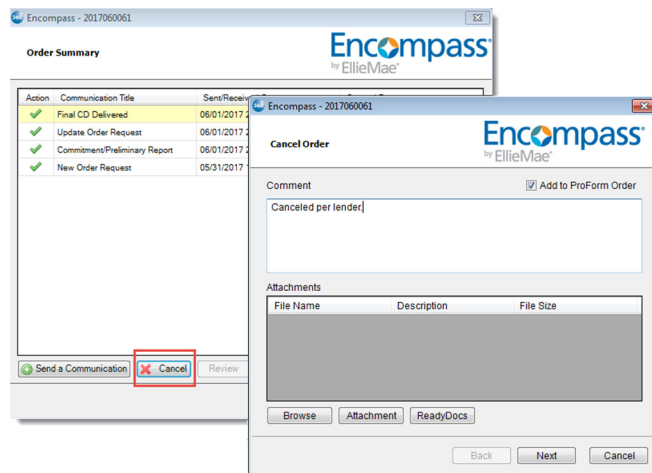 Encompass - 2017060061
Order Summary
Encompass
by EllieMae
Action Communication Title
Final CD Delivered 06/01/2017
Update Order Request 06/01/2017
Commitment/Preliminary Report 06/01/2017
New Order Request 05/31/2017
Send a Communication Cancel Review
Encompass - 2017060061
Cancel Order
Encompass
by EllieMae
Comment Add to ProForm Order
Canceled per lender.
Attachments
File Name Description File Size
Browse Attachment ReadyDocs
Back Next Cancel